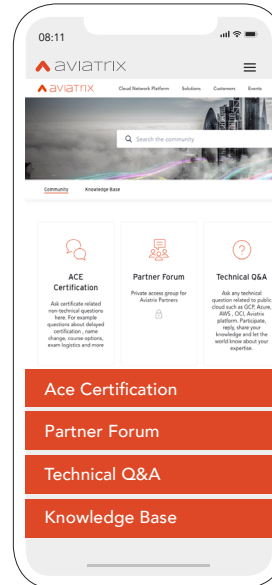 08:11
aviatrix
aviatrix Cloud Network Platform Solutions Customers Events
Search the community
Community Knowledge Base
ACE
Certification
Ask certificate related
non-technical questions
here. For example
questions about delayed
certification , name
change, course options,
exam logistics and more
Partner Forum
Private access group for
Aviatrix Partners
Technical Q&A
Ask any technical
question related to public
cloud such as GCP, Azure,
AWS , OCI, Aviatrix
platform. Participate,
reply, share your
knowledge and let the
world know about your
expertise.
Ace Certification
Partner Forum
Technical Q&A
Knowledge Base